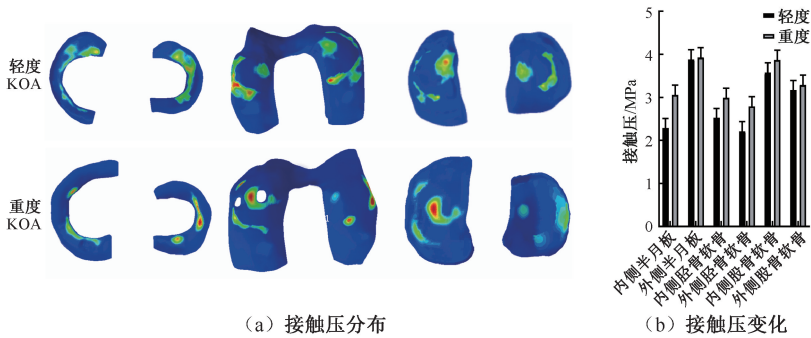 轻度
KOA
重度
KOA
1
(a) 接触压分布
接触压/MPa
5
4
3
2
1
0
轻度
重度
内侧半月板
外侧半月板
内侧胫骨软骨
外侧胫骨软骨
内侧股骨软骨
外侧股骨软骨
(b) 接触压变化